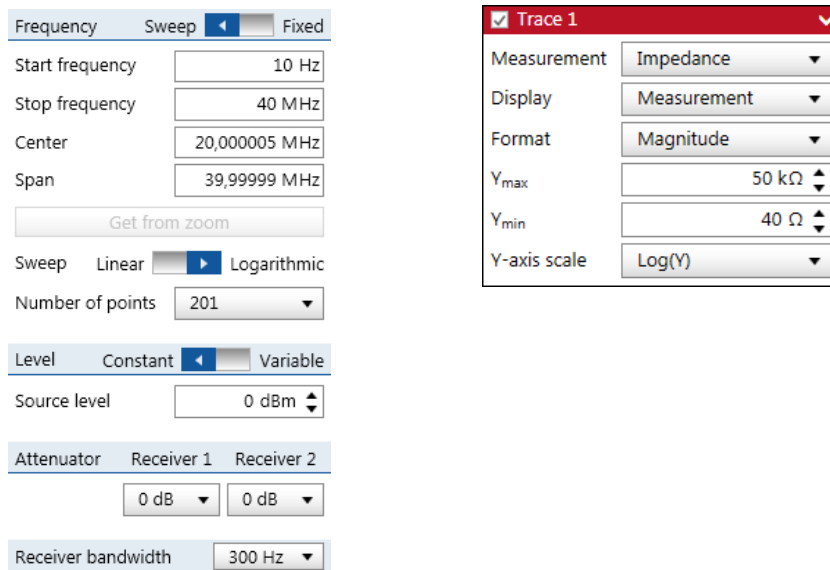 Frequency Sweep Fixed
Start frequency 10 Hz
Stop frequency 40 MHz
Center 20,000005 MHz
Span 39,99999 MHz
Get from zoom
Sweep Linear Logarithmic
Number of points 201
Level Constant Variable
Source level 0 dBm
Attenuator Receiver 1 Receiver 2
0 dB 0 dB
Receiver bandwidth 300 Hz
Trace 1
Measurement Impedance
Display Measurement
Format Magnitude
Ymax 50 kΩ
Ymin 40 Ω
Y-axis scale Log(Y)